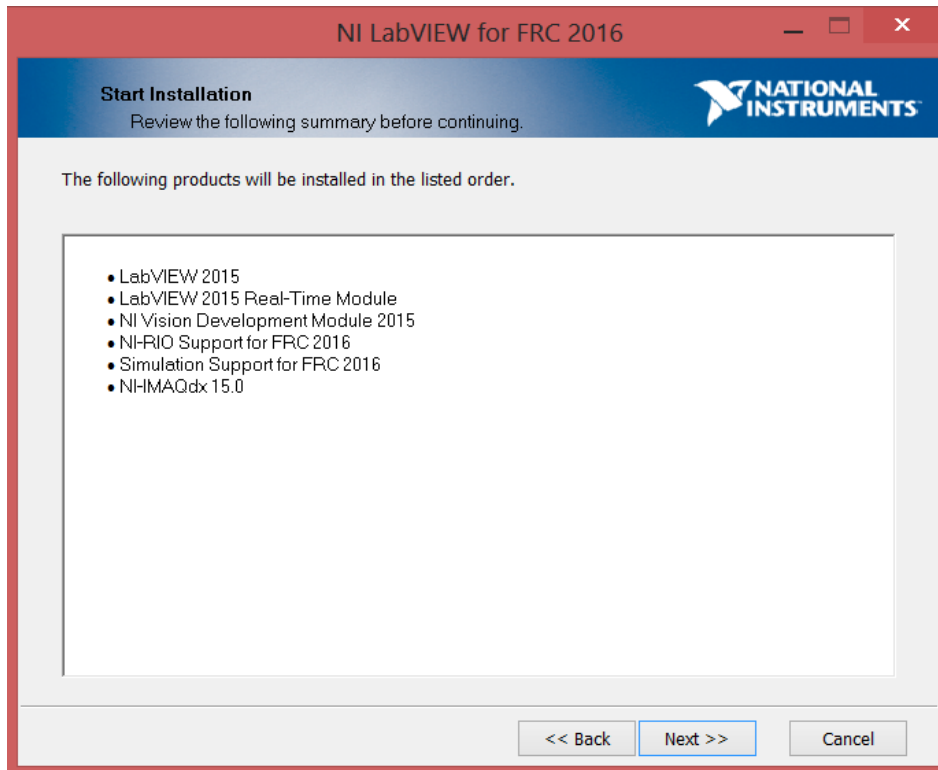 NI LabVIEW for FRC 2016
Start Installation
Review the following summary before continuing.
NATIONAL
INSTRUMENTS™
The following products will be installed in the listed order.
• LabVIEW 2015
• LabVIEW 2015 Real-Time Module
• NI Vision Development Module 2015
• NI-RIO Support for FRC 2016
• Simulation Support for FRC 2016
• NI-IMAQdx 15.0
<< Back
Next >>
Cancel